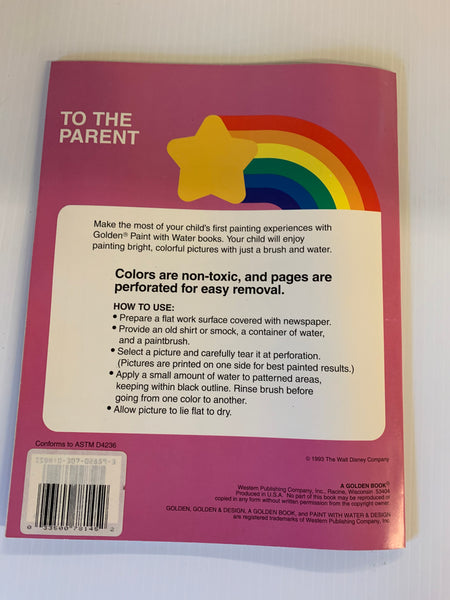 TO THE
PARENT
Make the most of your child's first painting experiences with
Golden® Paint with Water books. Your child will enjoy
painting bright, colorful pictures with just a brush and water.
Colors are non-toxic, and pages are
perforated for easy removal.
HOW TO USE:
• Prepare a flat work surface covered with newspaper.
• Provide an old shirt or smock, a container of water,
and a paintbrush.
• Select a picture and carefully tear it at perforation.
(Pictures are printed on one side for best painted results.)
• Apply a small amount of water to patterned areas,
keeping within black outline. Rinse brush before
going from one color to another.
• Allow picture to lie flat to dry.
Conforms to ASTM D4236
© 1993 The Walt Disney Company
A GOLDEN BOOK®
Western Publishing Company, Inc., Racine, Wisconsin 53404
Produced in U.S.A. No part of this book may be reproduced or
copied in any form without written permission from the copyright owner.
GOLDEN, GOLDEN & DESIGN, A GOLDEN BOOK, and PAINT WITH WATER & DESIGN
are registered trademarks of Western Publishing Company, Inc